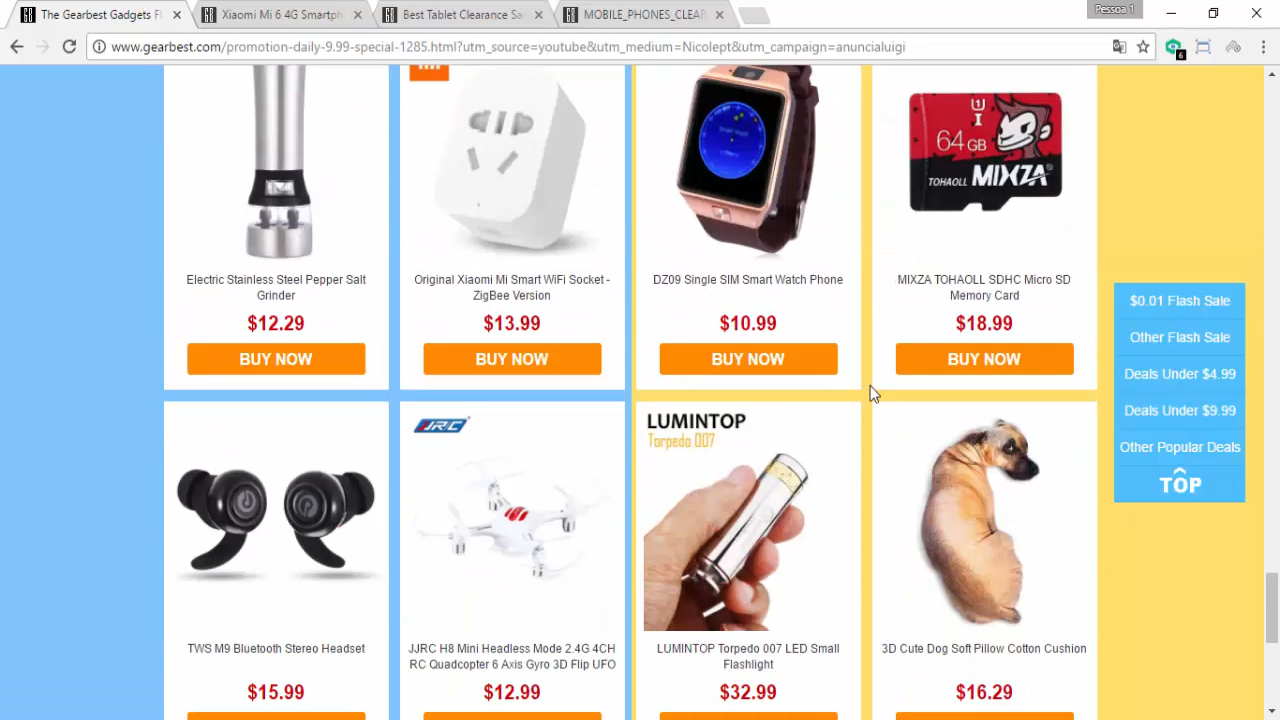 The Gearbest Gadgets Fl
Xiaomi Mi 6 4G Smartph
Best Tablet Clearance Sa
MOBILE_PHONES_CLEAR
Pessoa 1
www.gearbest.com/promotion-daily-9.99-special-1285.html?utm_source=youtube&utm_medium=Nicolept&utm_campaign=anuncialuigi
6
64 GB
TOHAOLL MIXZA
Electric Stainless Steel Pepper Salt
Grinder
$12.29
BUY NOW
Original Xiaomi Mi Smart WiFi Socket -
ZigBee Version
$13.99
BUY NOW
DZ09 Single SIM Smart Watch Phone
$10.99
BUY NOW
MIXZA TOHAOLL SDHC Micro SD
Memory Card
$18.99
BUY NOW
$0.01 Flash Sale
Other Flash Sale
Deals Under $4.99
Deals Under $9.99
Other Popular Deals
TOP
JJRC
LUMINTOP
Torpedo 007
TWS M9 Bluetooth Stereo Headset
$15.99
JJRC H8 Mini Headless Mode 2.4G 4CH
RC Quadcopter 6 Axis Gyro 3D Flip UFO
$12.99
LUMINTOP Torpedo 007 LED Small
Flashlight
$32.99
3D Cute Dog Soft Pillow Cotton Cushion
$16.29